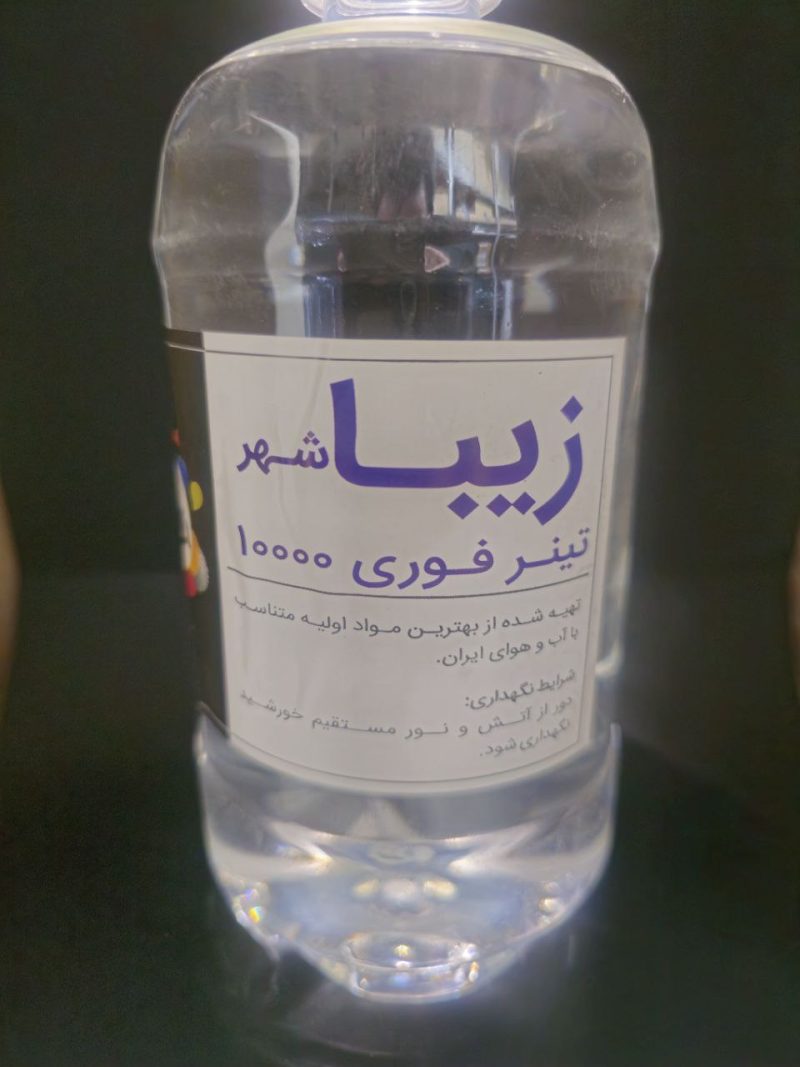 زیبا شهر
تینر فوری ۱۰۰۰۰
تهیه شده از بهترین مواد اولیه متناسب
با آب و هوای ایران.
شرایط نگهداری:
دور از آتش و نور مستقیم خورشید
نگهداری شود.